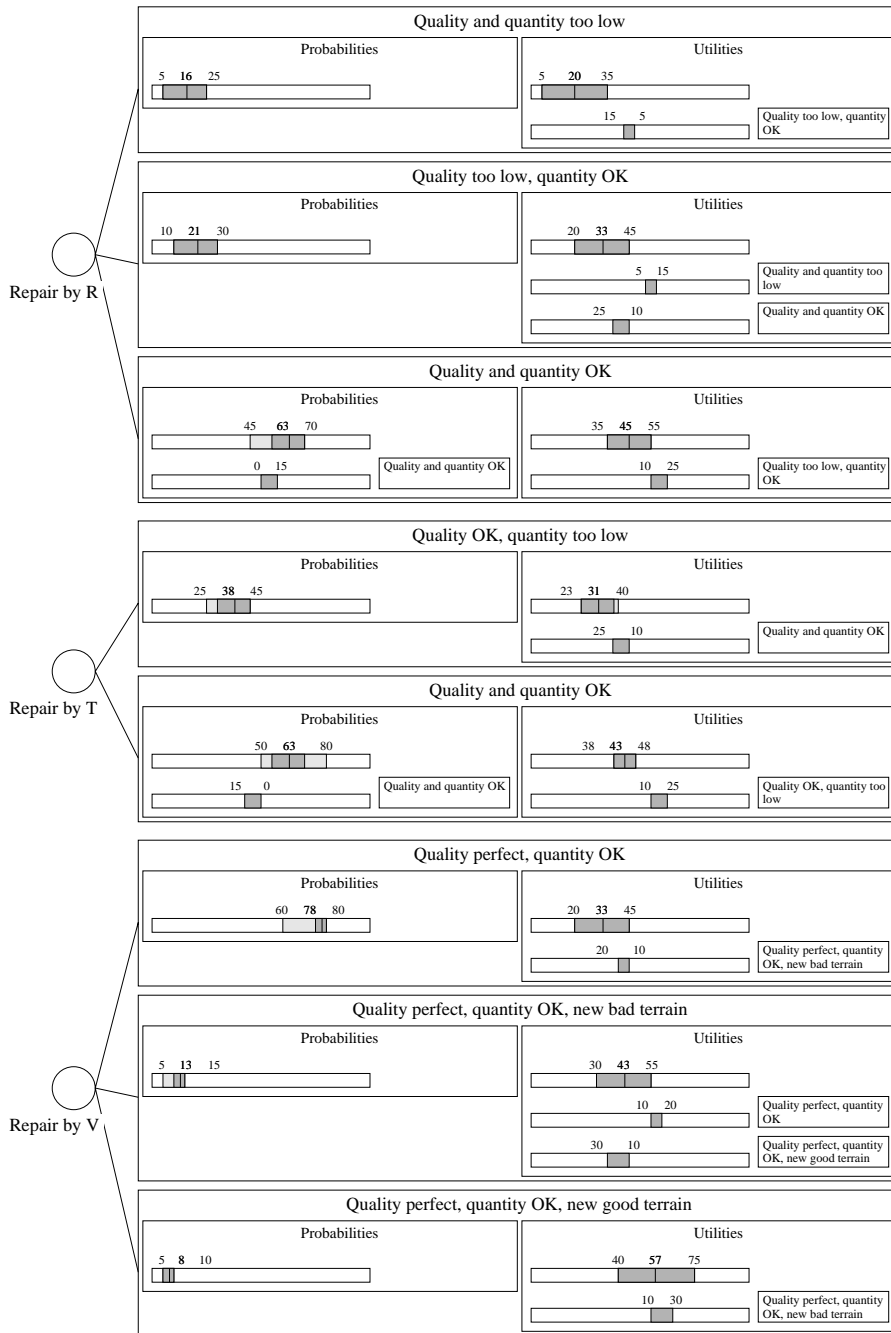 Quality and quantity too low
Probabilities
5 16 25
Utilities
5 20 35
15 5
Quality too low, quantity
OK
Quality too low, quantity OK
Probabilities
10 21 30
Utilities
20 33 45
5 15
Quality and quantity too
low
25 10
Quality and quantity OK
Repair by R
Quality and quantity OK
Probabilities
45 63 70
0 15
Quality and quantity OK
Utilities
35 45 55
10 25
Quality too low, quantity
OK
Quality OK, quantity too low
Probabilities
25 38 45
Utilities
23 31 40
25 10
Quality and quantity OK
Repair by T
Quality and quantity OK
Probabilities
50 63 80
15 0
Quality and quantity OK
Utilities
38 43 48
10 25
Quality OK, quantity too
low
Quality perfect, quantity OK
Probabilities
60 78 80
Utilities
20 33 45
20 10
Quality perfect, quantity
OK, new bad terrain
Quality perfect, quantity OK, new bad terrain
Probabilities
5 13 15
Utilities
30 43 55
10 20
Quality perfect, quantity
OK
30 10
Quality perfect, quantity
OK, new good terrain
Repair by V
Quality perfect, quantity OK, new good terrain
Probabilities
5 8 10
Utilities
40 57 75
10 30
Quality perfect, quantity
OK, new bad terrain